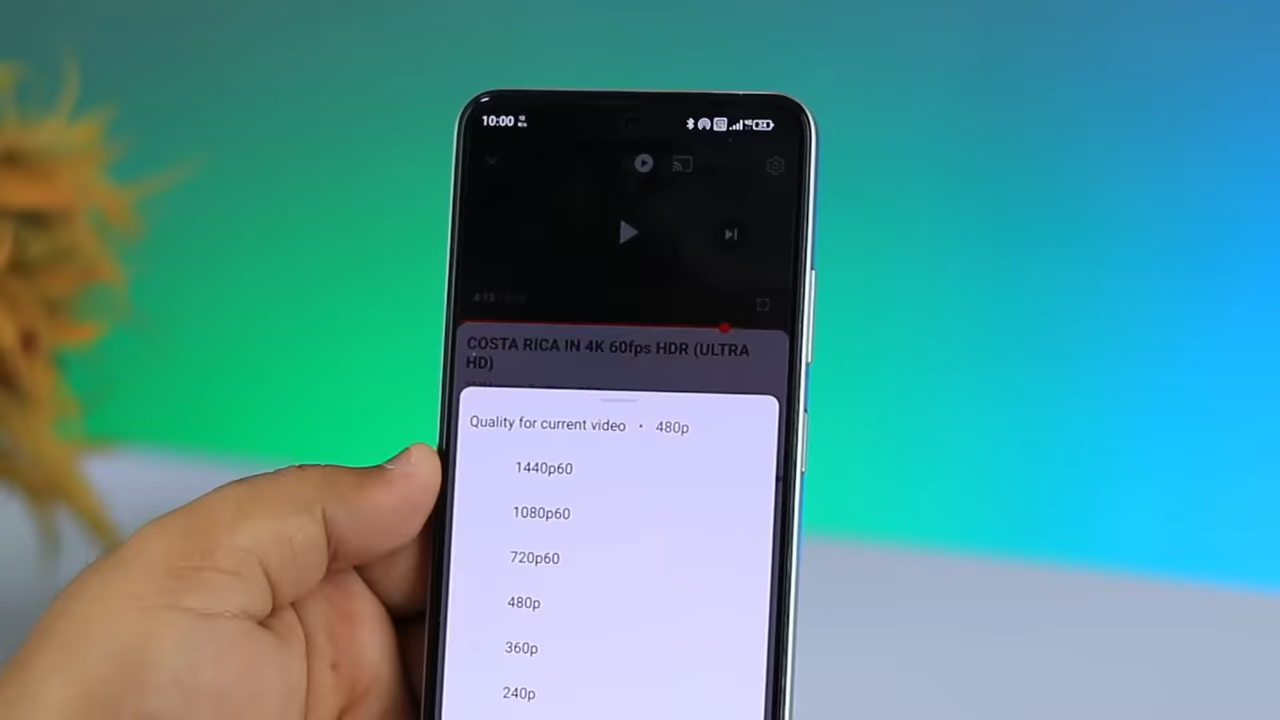 10:00
COSTA RICA IN 4K 60fps HDR (ULTRA
HD)
Quality for current video • 480p
1440p60
1080p60
720p60
480p
360p
240p